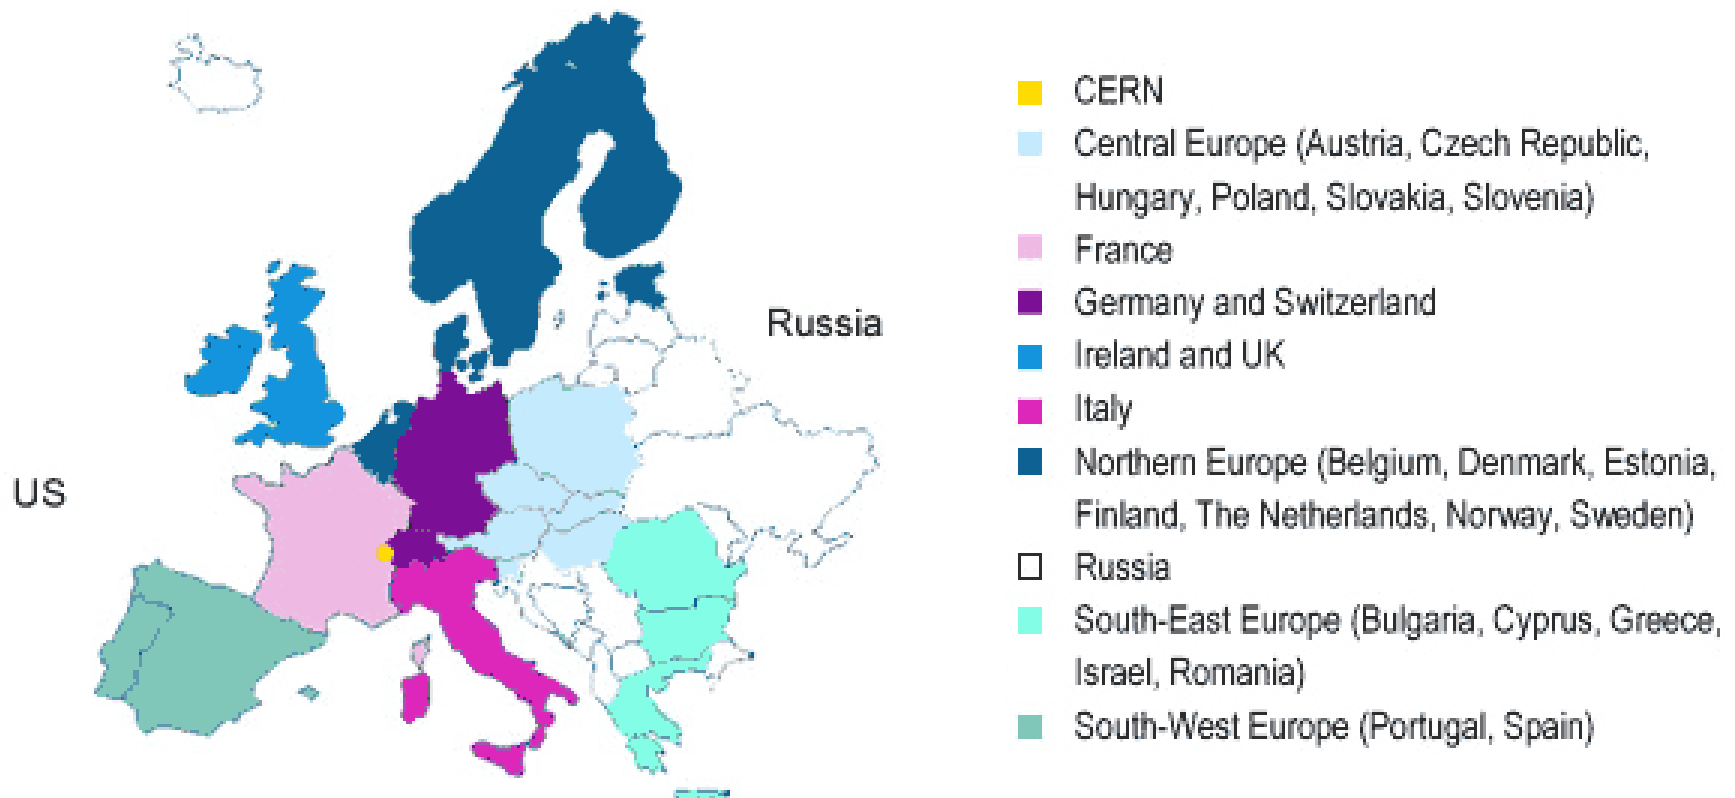 US
Russia
CERN
Central Europe (Austria, Czech Republic,
Hungary, Poland, Slovakia, Slovenia)
France
Germany and Switzerland
Ireland and UK
Italy
Northern Europe (Belgium, Denmark, Estonia,
Finland, The Netherlands, Norway, Sweden)
Russia
South-East Europe (Bulgaria, Cyprus, Greece,
Israel, Romania)
South-West Europe (Portugal, Spain)